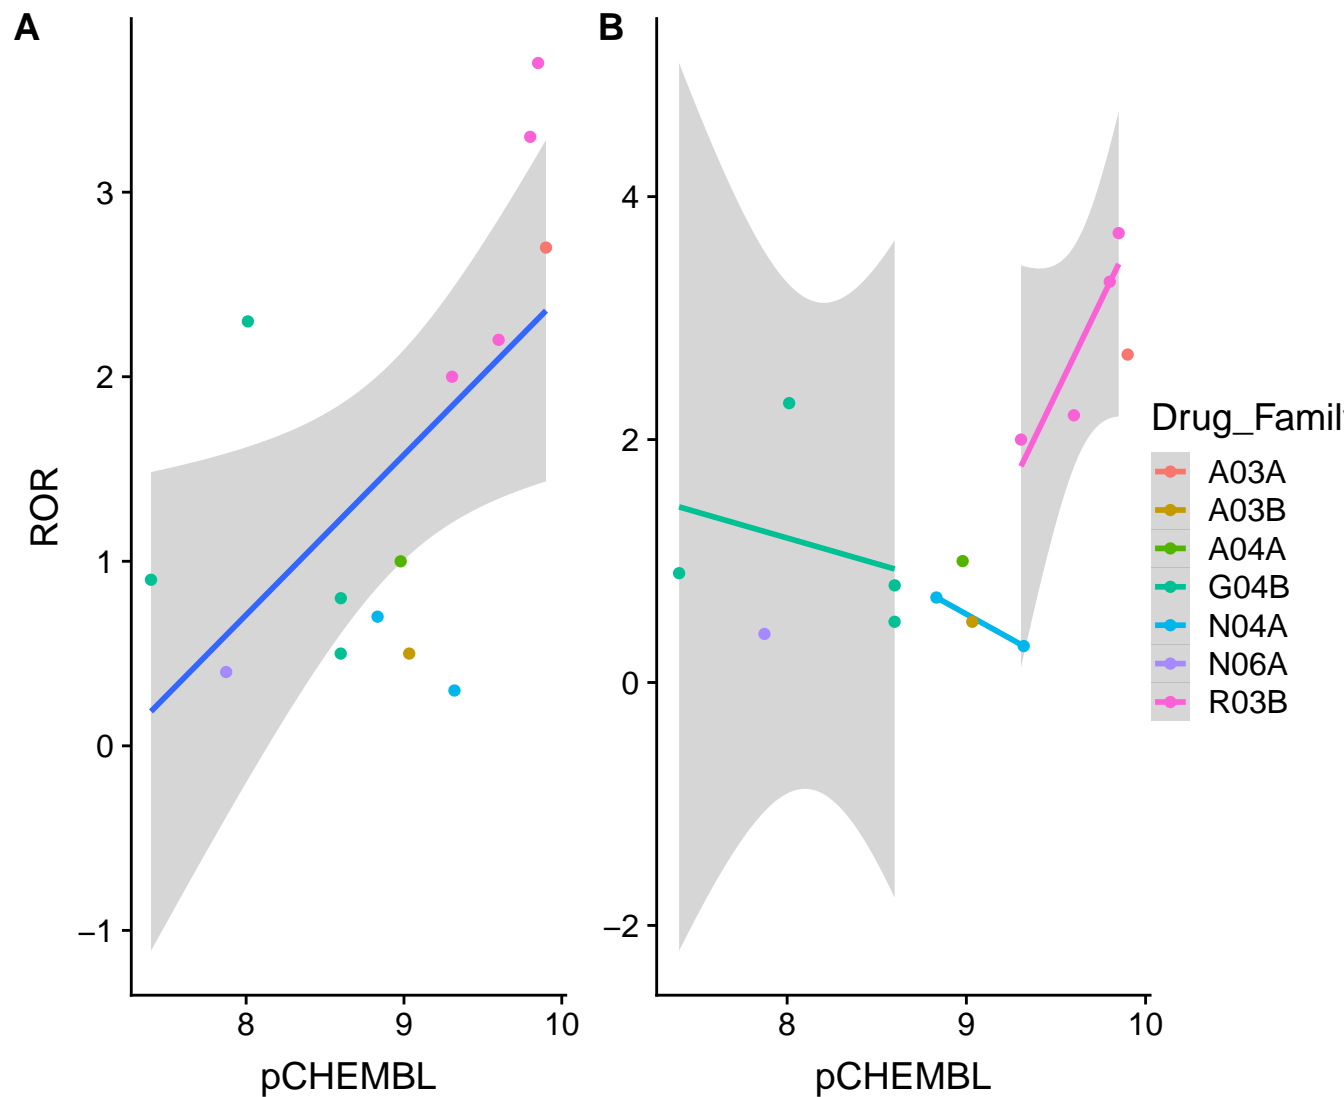 A
B
3
2
1
0
−1
ROR
8
9
10
pCHEMBL
4
2
0
−2
8
9
10
pCHEMBL
Drug_Famil
A03A
A03B
A04A
G04B
N04A
N06A
R03B